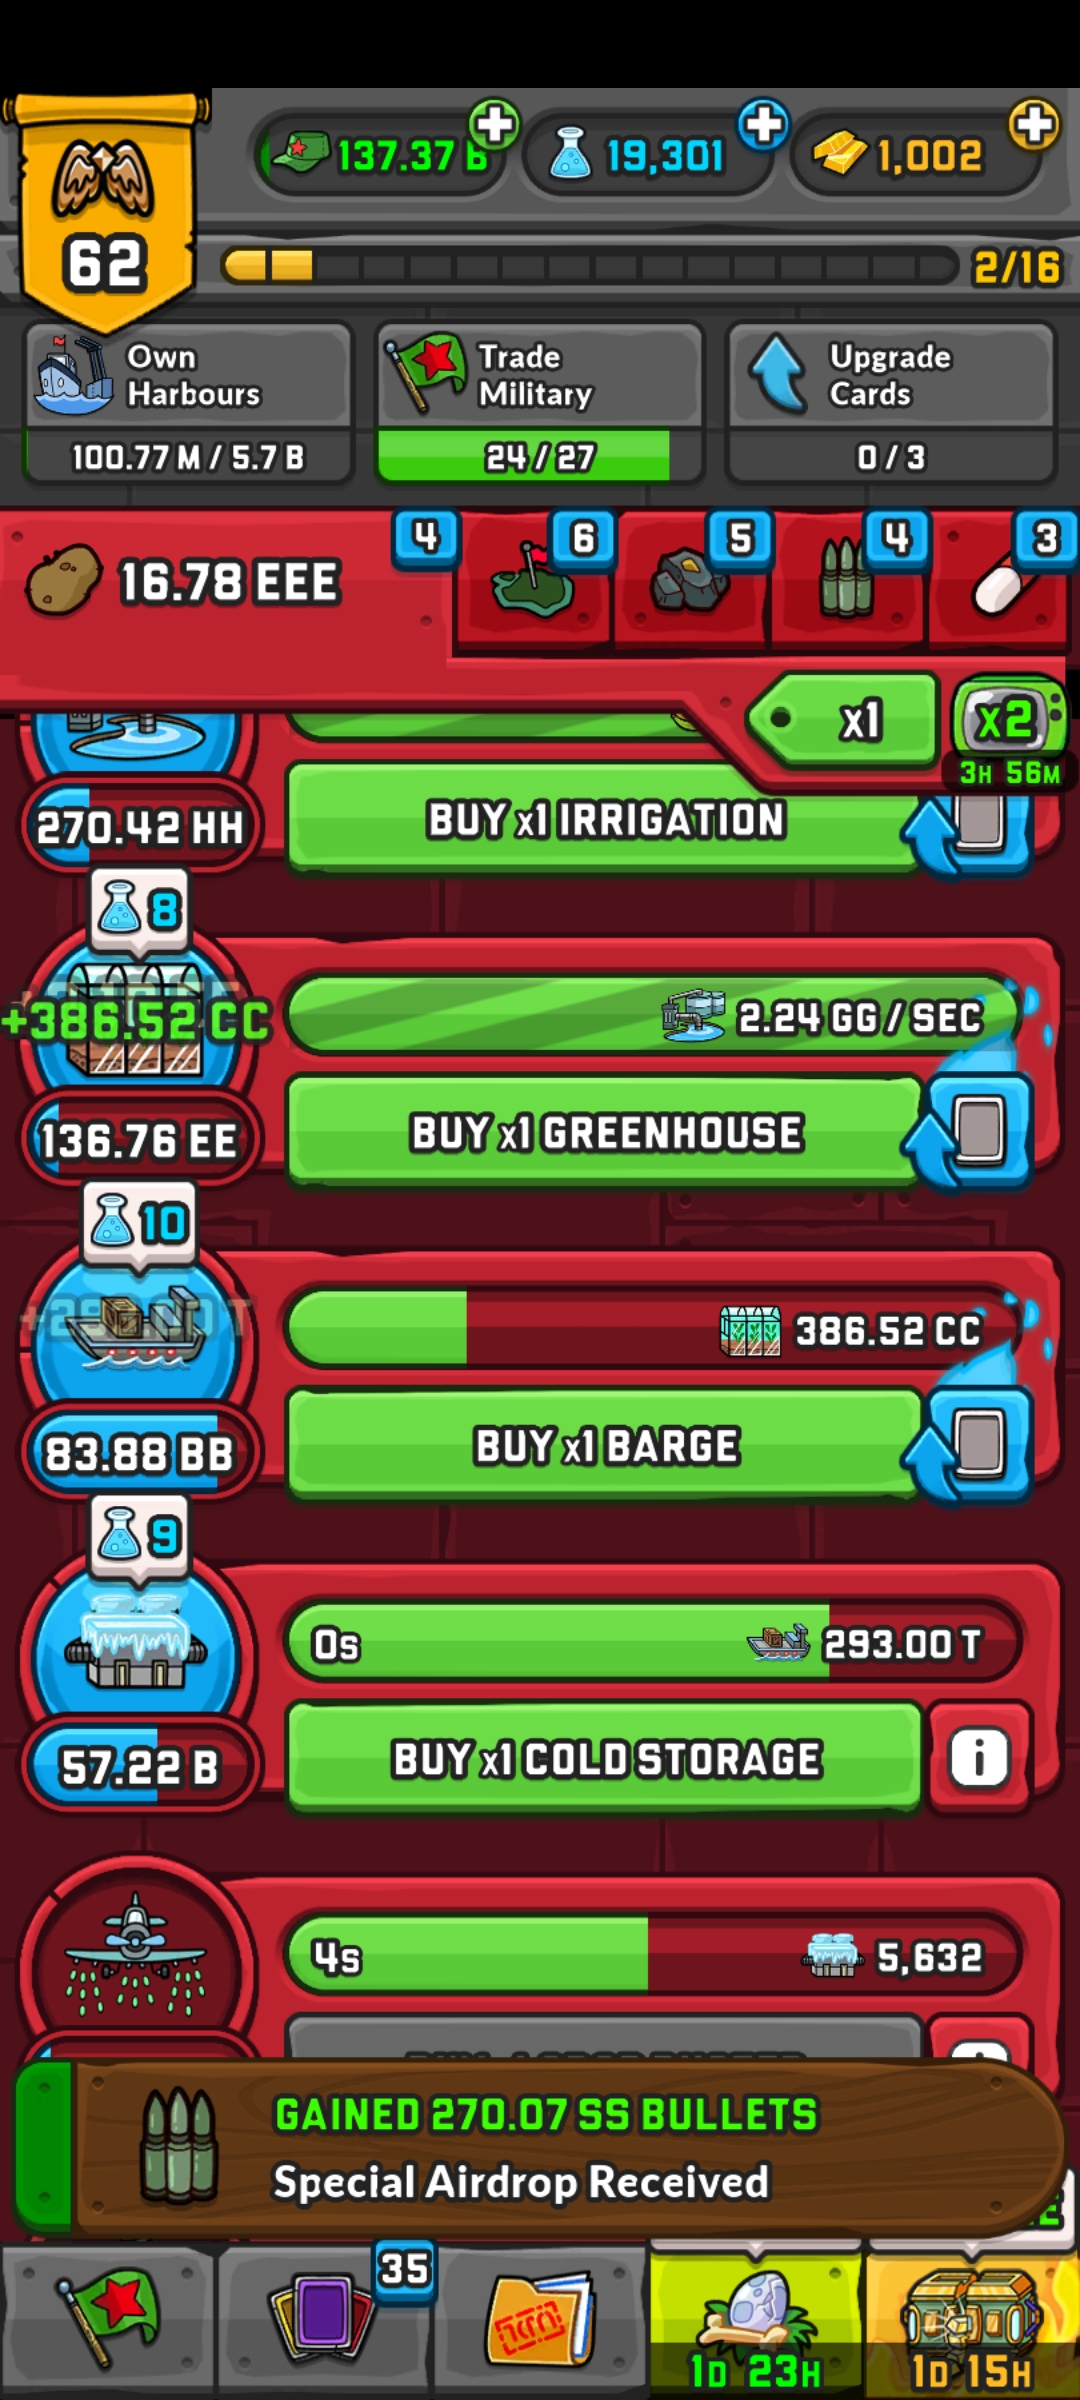 137.37 B
19,301
1,002
62
2/16
Own
Harbours
Trade
Military
Upgrade
Cards
100.77 M / 5.7 B
24 / 27
0 / 3
4
6
5
4
3
16.78 EEE
x1
x2
3H 56M
270.42 HH
BUY x1 IRRIGATION
8
+386.52 CC
2.24 GG / SEC
136.76 EE
BUY x1 GREENHOUSE
10
386.52 CC
83.88 BB
BUY x1 BARGE
9
0s
293.00 T
57.22 B
BUY x1 COLD STORAGE
i
4s
5,632
GAINED 270.07 SS BULLETS
Special Airdrop Received
35
1D 23H
1D 15H